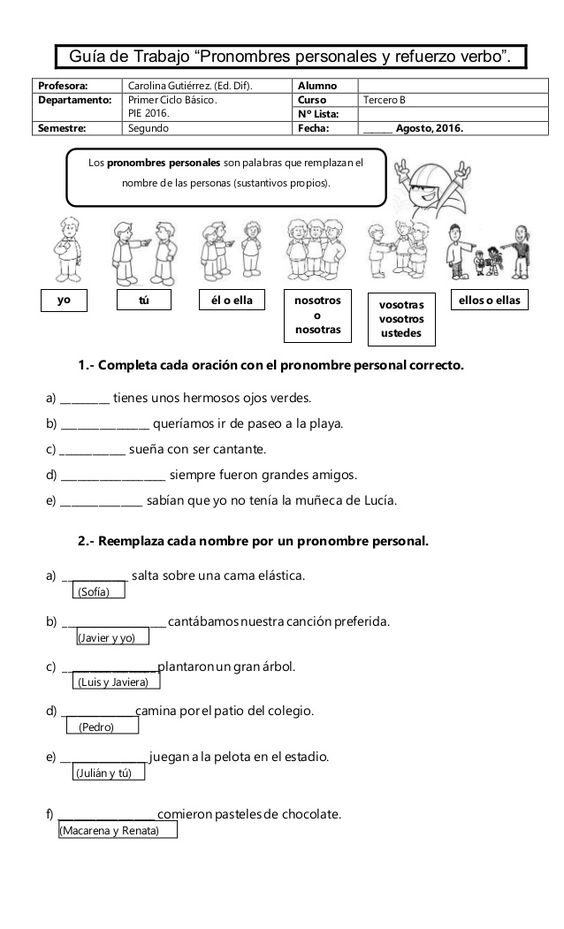 Guía de Trabajo “Pronombres personales y refuerzo verbo”.
Profesora: Carolina Gutiérrez. (Ed. Dif). Alumno
Departamento: Primer Ciclo Básico. Curso Tercero B
PIE 2016. Nº Lista:
Semestre: Segundo Fecha: ______ Agosto, 2016.
Los pronombres personales son palabras que remplazan el
nombre de las personas (sustantivos propios).
yo tú él o ella nosotros o nosotras vosotras vosotros ustedes ellos o ellas
1.- Completa cada oración con el pronombre personal correcto.
a) ________ tienes unos hermosos ojos verdes.
b) ______________ queríamos ir de paseo a la playa.
c) ___________ sueña con ser cantante.
d) _________________ siempre fueron grandes amigos.
e) _____________ sabían que yo no tenía la muñeca de Lucía.
2.- Reemplaza cada nombre por un pronombre personal.
a) ___________ salta sobre una cama elástica.
(Sofía)
b) _________________ cantábamos nuestra canción preferida.
(Javier y yo)
c) ________________plantaron un gran árbol.
(Luis y Javiera)
d) ____________camina por el patio del colegio.
(Pedro)
e) ______________ juegan a la pelota en el estadio.
(Julián y tú)
f) ________________ comieron pasteles de chocolate.
(Macarena y Renata)